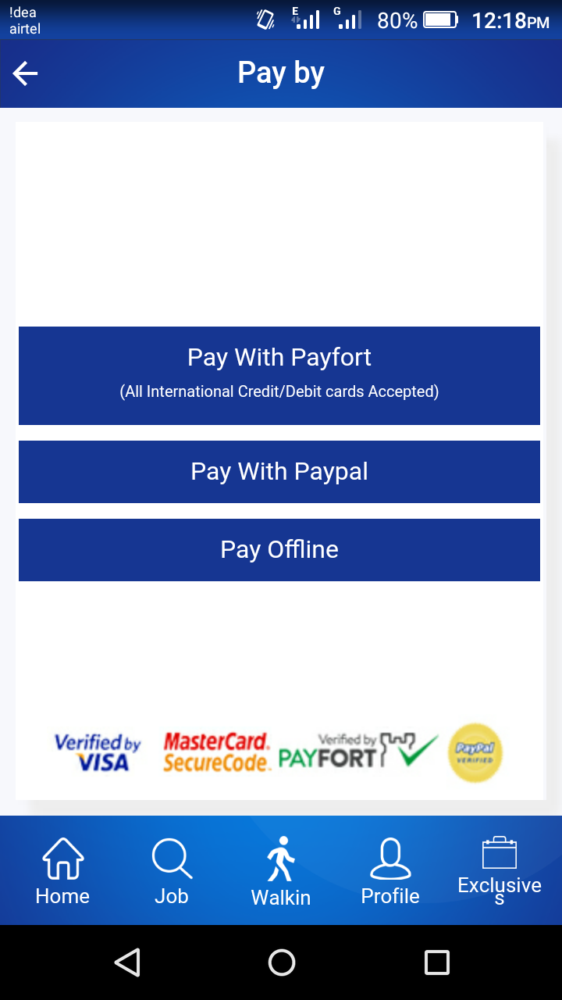 !dea
airtel
E
G
80%
12:18PM
Pay by
Pay With Payfort
(All International Credit/Debit cards Accepted)
Pay With Paypal
Pay Offline
Verified by
VISA
MasterCard.
SecureCode.
Verified by
PAYFORT
PayPal
VERIFIED
Home
Job
Walkin
Profile
Exclusive
s